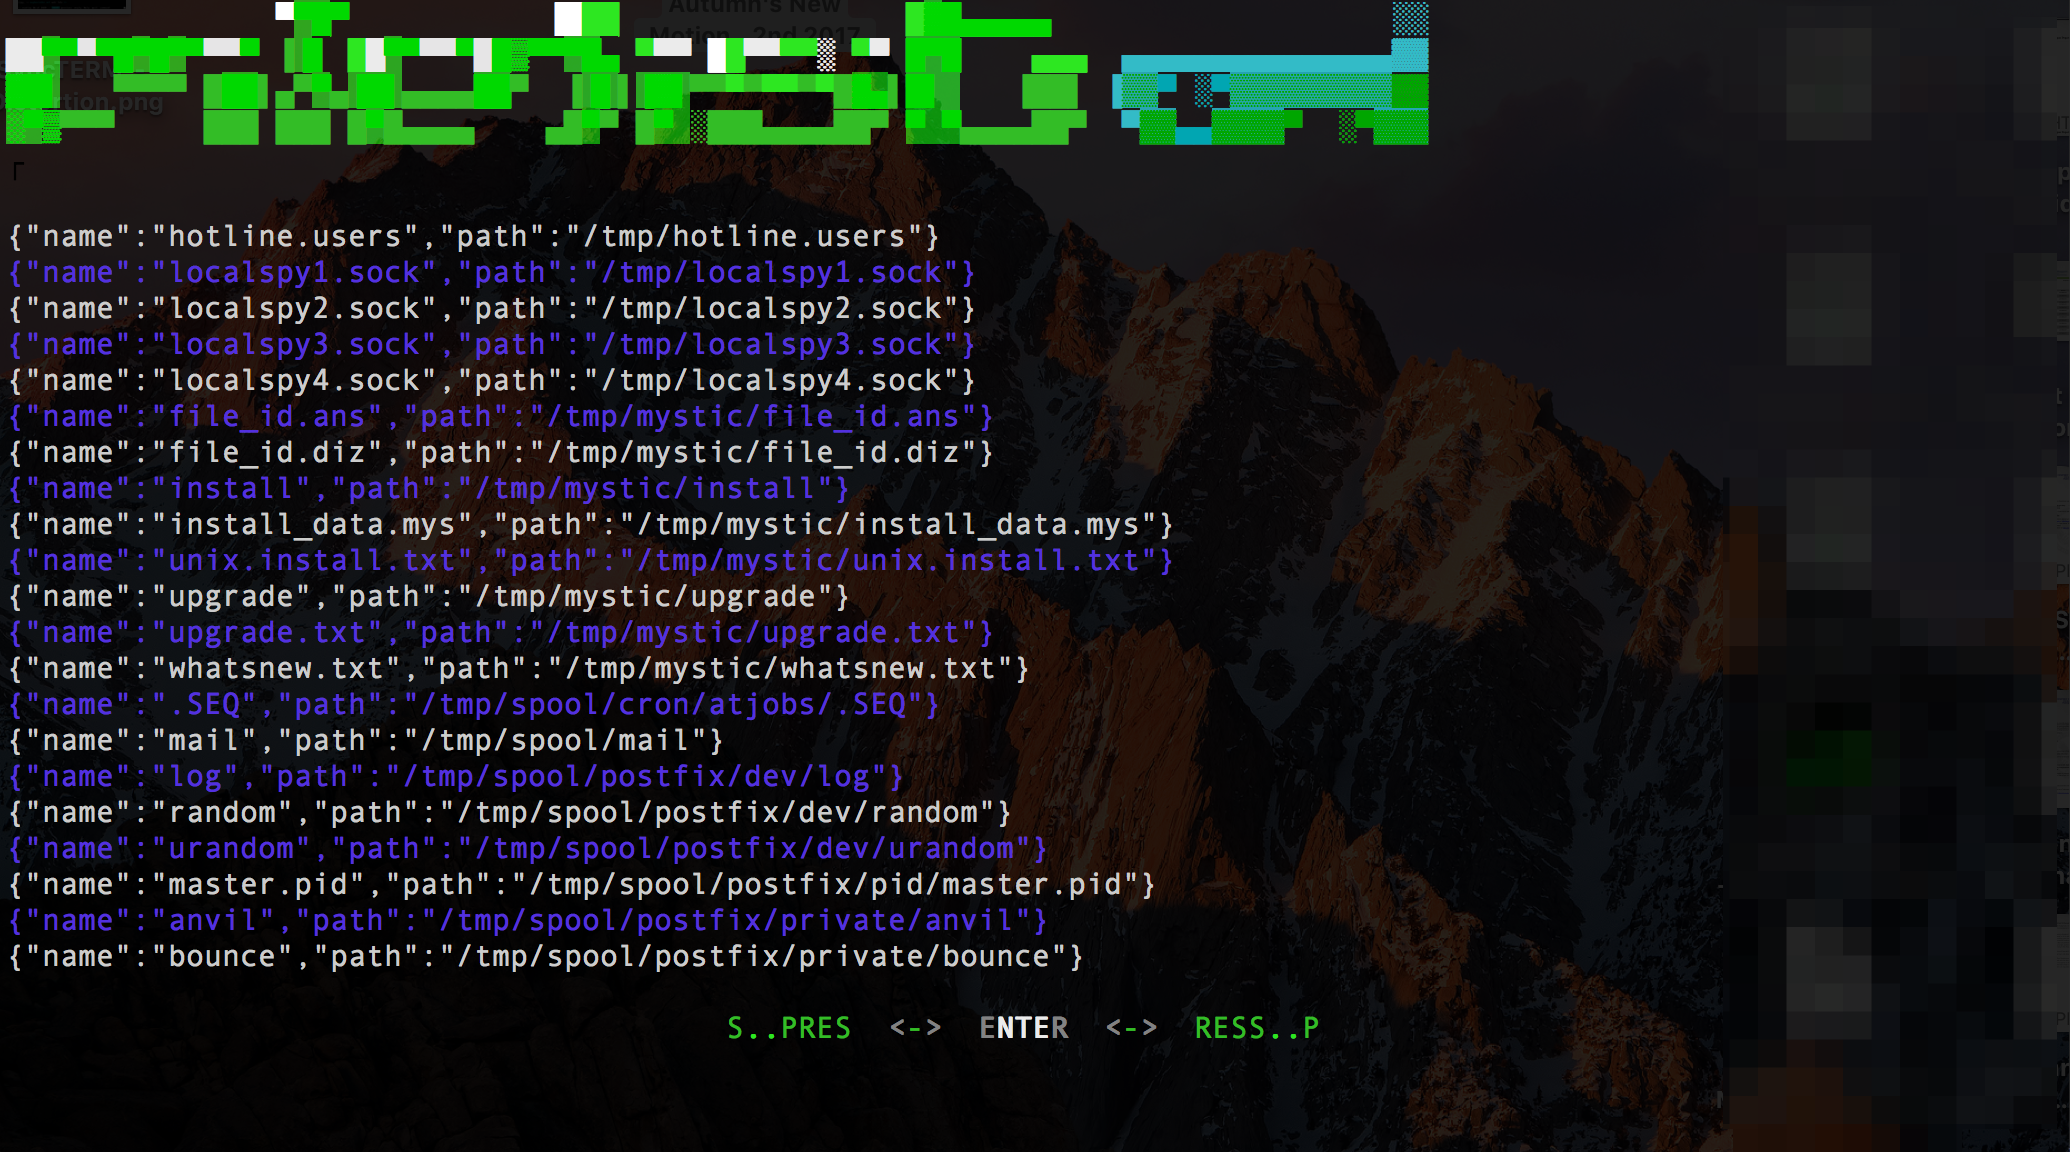 Autumn's New
Motion - 2nd 2017
{"name":"hotline.users","path":"/tmp/hotline.users"}
{"name":"localspy1.sock","path":"/tmp/localspy1.sock"}
{"name":"localspy2.sock","path":"/tmp/localspy2.sock"}
{"name":"localspy3.sock","path":"/tmp/localspy3.sock"}
{"name":"localspy4.sock","path":"/tmp/localspy4.sock"}
{"name":"file_id.ans","path":"/tmp/mystic/file_id.ans"}
{"name":"file_id.diz","path":"/tmp/mystic/file_id.diz"}
{"name":"install","path":"/tmp/mystic/install"}
{"name":"install_data.mys","path":"/tmp/mystic/install_data.mys"}
{"name":"unix.install.txt","path":"/tmp/mystic/unix.install.txt"}
{"name":"upgrade","path":"/tmp/mystic/upgrade"}
{"name":"upgrade.txt","path":"/tmp/mystic/upgrade.txt"}
{"name":"whatsnew.txt","path":"/tmp/mystic/whatsnew.txt"}
{"name":".SEQ","path":"/tmp/spool/cron/atjobs/.SEQ"}
{"name":"mail","path":"/tmp/spool/mail"}
{"name":"log","path":"/tmp/spool/postfix/dev/log"}
{"name":"random","path":"/tmp/spool/postfix/dev/random"}
{"name":"urandom","path":"/tmp/spool/postfix/dev/urandom"}
{"name":"master.pid","path":"/tmp/spool/postfix/pid/master.pid"}
{"name":"anvil","path":"/tmp/spool/postfix/private/anvil"}
{"name":"bounce","path":"/tmp/spool/postfix/private/bounce"}
S..PRES <-> ENTER <-> RESS..P